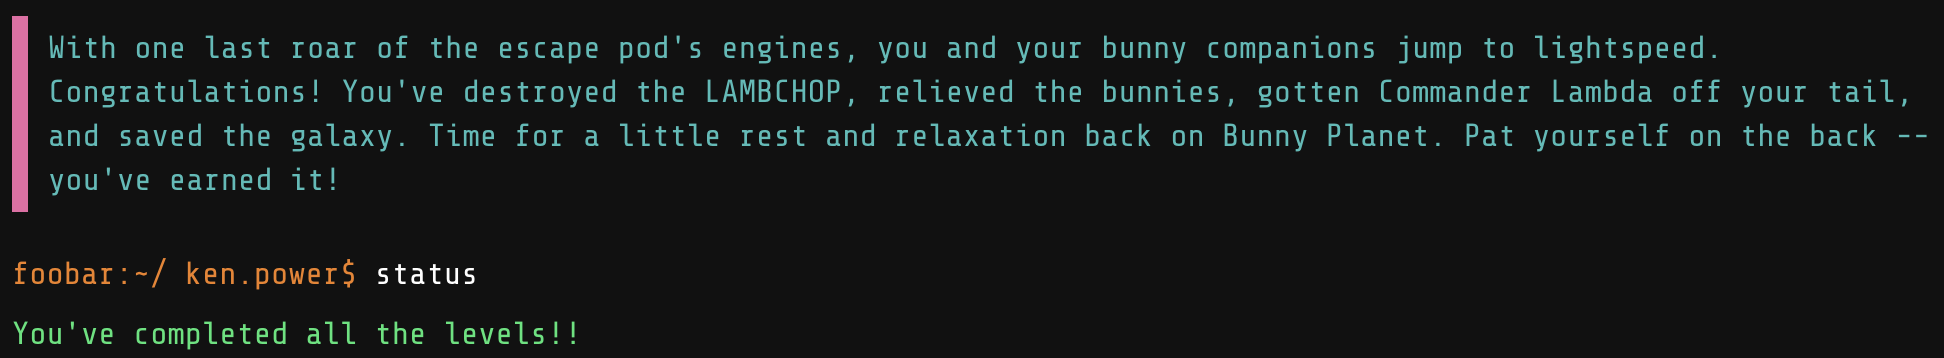 With one last roar of the escape pod's engines, you and your bunny companions jump to lightspeed.
Congratulations! You've destroyed the LAMBCHOP, relieved the bunnies, gotten Commander Lambda off your tail,
and saved the galaxy. Time for a little rest and relaxation back on Bunny Planet. Pat yourself on the back --
you've earned it!
foobar:~/ ken.power$ status
You've completed all the levels!!